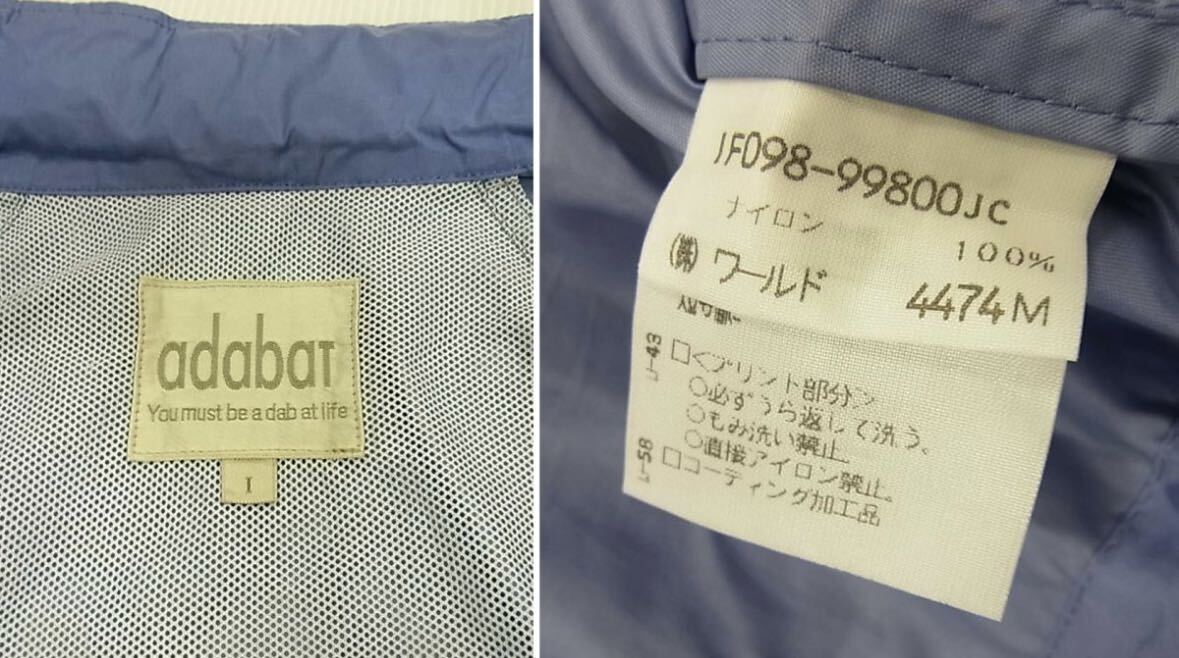 adabaT
You must be a dab at life
I
JF098-99800JC
ナイロン
100%
㈱ ワールド 4474M
L-43 □<プリント部分>
○必ずうら返して洗う。
○もみ洗い禁止。
○直接アイロン禁止。
L-58 □コーティング加工品